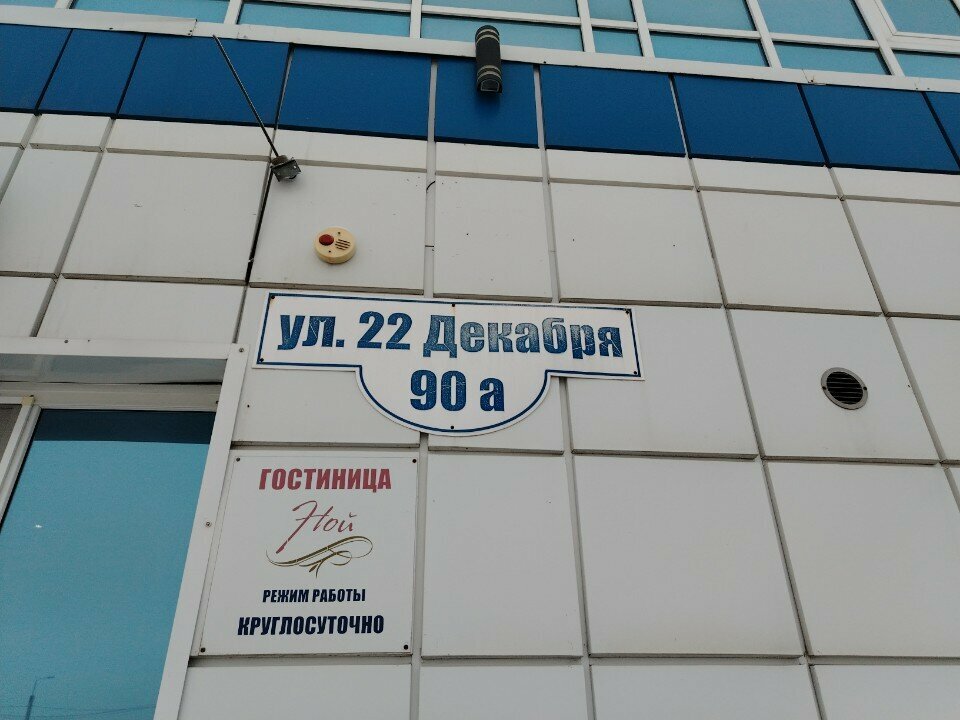 ул. 22 Декабря
90 а
ГОСТИНИЦА
Ной
РЕЖИМ РАБОТЫ
КРУГЛОСУТОЧНО